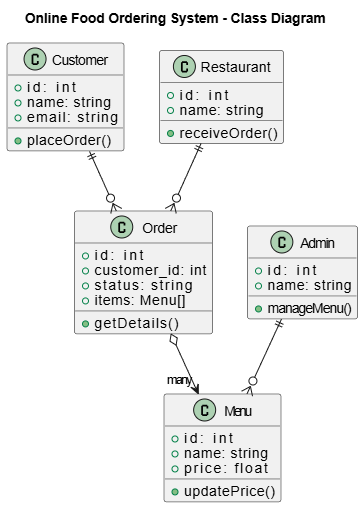 Online Food Ordering System - Class Diagram
C Customer
id: int
name: string
email: string
placeOrder()
C Restaurant
id: int
name: string
receiveOrder()
C Order
id: int
customer_id: int
status: string
items: Menu[]
getDetails()
C Admin
id: int
name: string
manageMenu()
many
C Menu
id: int
name: string
price: float
updatePrice()